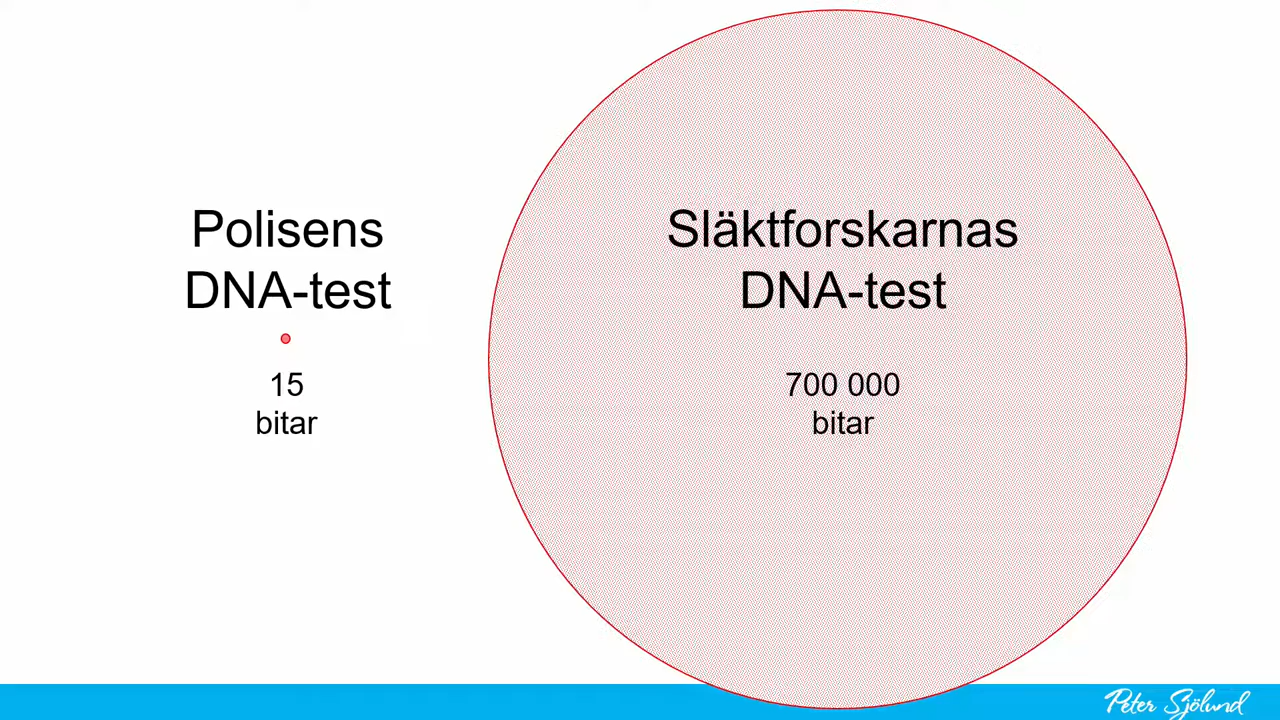 Polisens
DNA-test
15
bitar
Släktforskarnas
DNA-test
700 000
bitar
Peter Sjölund